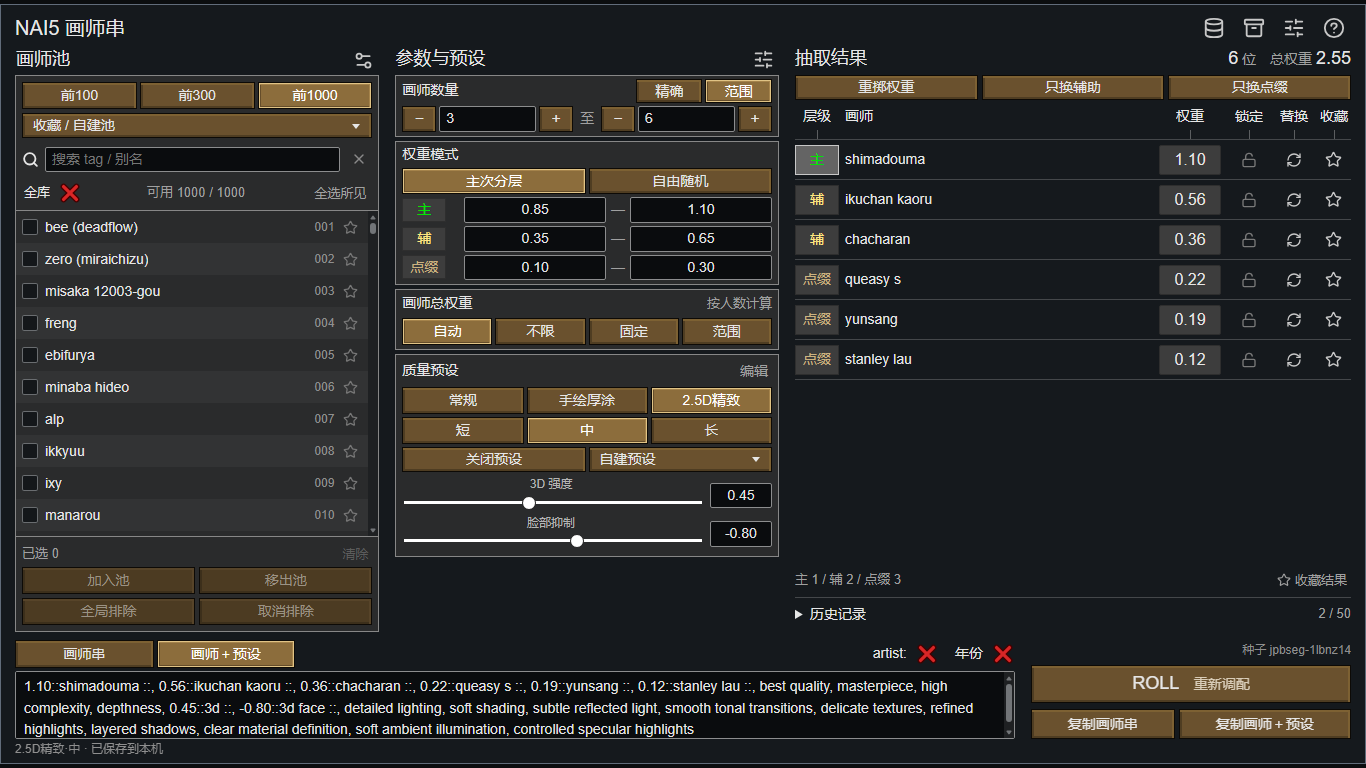 NAI5 画师串
画师池
前100 前300 前1000
收藏 / 自建池
搜索 tag / 别名
全库 可用 1000 / 1000 全选所见
bee (deadflow) 001
zero (miraichizu) 002
misaka 12003-gou 003
freng 004
ebifurya 005
minaba hideo 006
alp 007
ikkyuu 008
ixy 009
manarou 010
已选 0 清除
加入池 移出池
全局排除 取消排除
参数与预设
画师数量 精确 范围
− 3 + 至 − 6 +
权重模式
主次分层 自由随机
主 0.85 — 1.10
辅 0.35 — 0.65
点缀 0.10 — 0.30
画师总权重 按人数计算
自动 不限 固定 范围
质量预设 编辑
常规 手绘厚涂 2.5D精致
短 中 长
关闭预设 自建预设
3D 强度
0.45
脸部抑制
-0.80
抽取结果 6 位 总权重 2.55
重掷权重 只换辅助 只换点缀
层级 画师 权重 锁定 替换 收藏
主 shimadouma 1.10
辅 ikuchan kaoru 0.56
辅 chacharan 0.36
点缀 queasy s 0.22
点缀 yunsang 0.19
点缀 stanley lau 0.12
主 1 / 辅 2 / 点缀 3 收藏结果
历史记录 2 / 50
画师串 画师 + 预设 artist: 年份
种子 jpbseg-1lbnz14
1.10::shimadouma ::, 0.56::ikuchan kaoru ::, 0.36::chacharan ::, 0.22::queasy s ::, 0.19::yunsang ::, 0.12::stanley lau ::, best quality, masterpiece, high
complexity, depthness, 0.45::3d ::, -0.80::3d face ::, detailed lighting, soft shading, subtle reflected light, smooth tonal transitions, delicate textures, refined
highlights, layered shadows, clear material definition, soft ambient illumination, controlled specular highlights
ROLL 重新调配
复制画师串 复制画师 + 预设
2.5D精致·中 · 已保存到本机